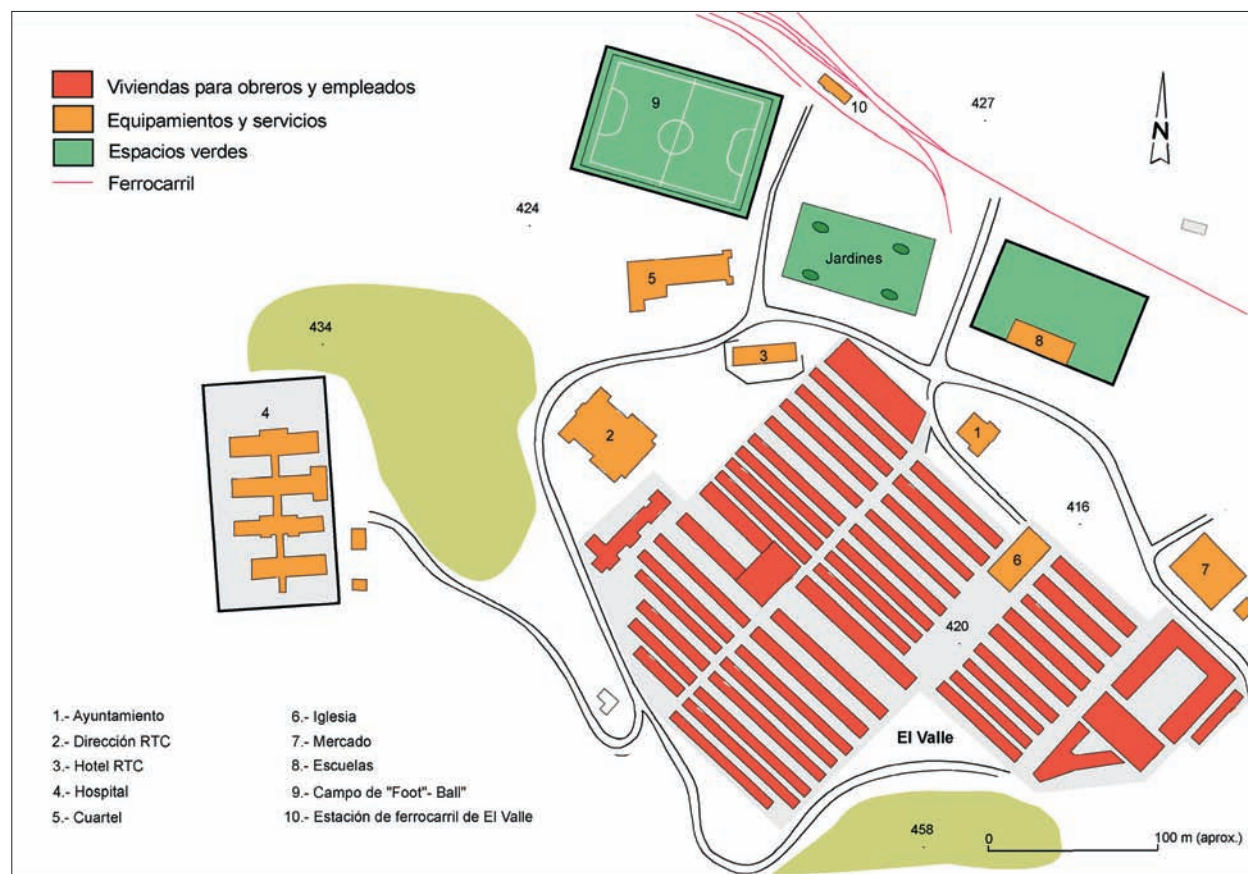 Viviendas para obreros y empleados
Equipamientos y servicios
Espacios verdes
Ferrocarril
9
10
427
N
424
5
Jardines
434
3
8
4
2
1
416
6
7
420
1.- Ayuntamiento
2.- Dirección RTC
3.- Hotel RTC
4.- Hospital
5.- Cuartel
6.- Iglesia
7.- Mercado
8.- Escuelas
9.- Campo de "Foot"- Ball"
10.- Estación de ferrocarril de El Valle
El Valle
458
0
100 m (aprox.)